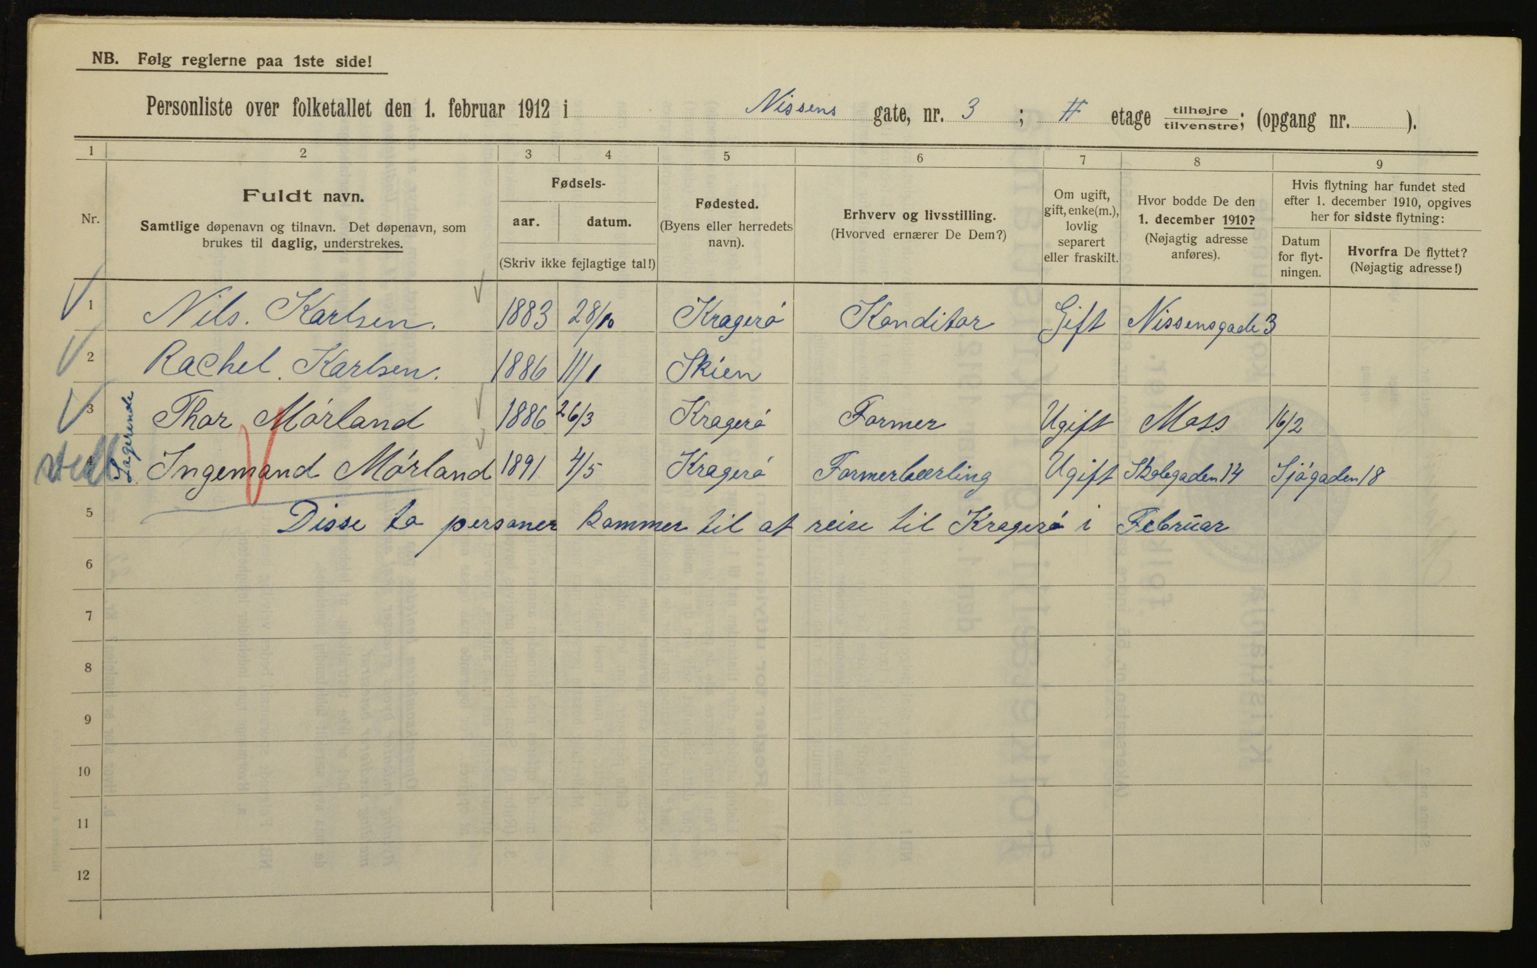 NB. Følg reglerne paa 1ste side!
Personliste over folketallet den 1. februar 1912 i Nissens gate, nr. 3 ; II etage tilhøjre tilvenstre; (opgang nr. ).
1 2 3 4 5 6 7 8 9
Nr.
Fuldt navn.
Samtlige døpenavn og tilnavn. Det døpenavn, som
brukes til daglig, understrekes.
Fødsels-
aar. datum.
(Skriv ikke fejlagtige tal!)
Fødested.
(Byens eller herredets
navn).
Erhverv og livsstilling.
(Hvorved ernærer De Dem?)
Om ugift,
gift, enke(m.),
lovlig
separert
eller fraskilt.
Hvor bodde De den
1. december 1910?
(Nøjagtig adresse
anføres).
Hvis flytning har fundet sted
efter 1. december 1910, opgives
her for sidste flytning:
Datum
for flyt-
ningen.
Hvorfra De flyttet?
(Nøjagtig adresse!)
1 Nils. Karlsen. 1883 28/10 Kragerø Konditor Gift Nissensgade 3
2 Rachel. Karlsen. 1886 11/1 Skien
Logerende
3 Thor Mørland 1886 26/3 Kragerø Former Ugift Moss 16/2
4 Ingemand Mørland 1891 4/5 Kragerø Formerlærling Ugift Skolegaden 14 Sjøgaden 18
5 Disse to personer kommer til at reise til Kragerø i Februar
6
7
8
9
10
11
12